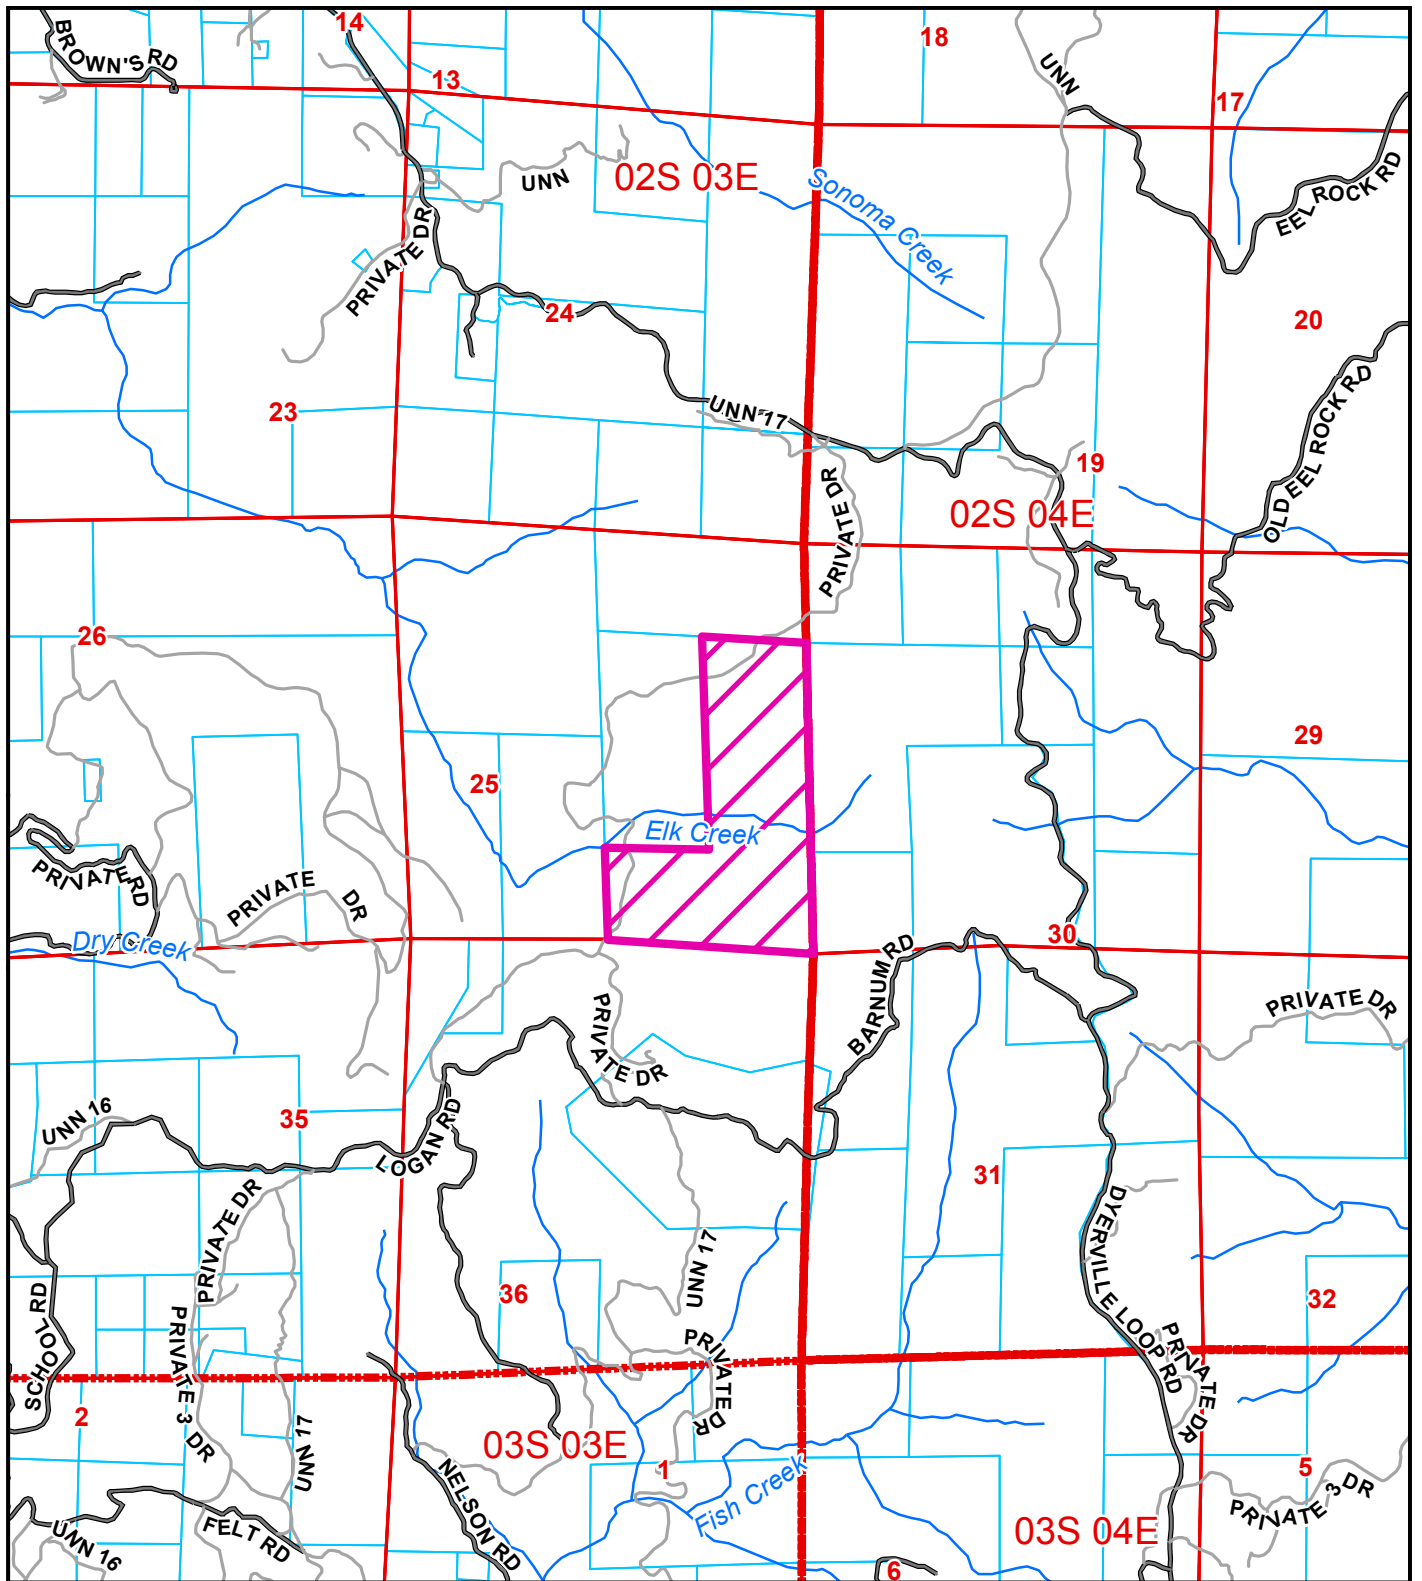 14
18
BROWN'S RD
13
UNN
17
02S 03E
UNN
Sonoma Creek
EEL ROCK RD
PRIVATE DR
24
20
23
UNN 17
OLD EEL ROCK RD
19
PRIVATE DR
02S 04E
26
29
25
Elk Creek
PRIVATE RD
PRIVATE DR
Dry Creek
30
BARNUM RD
PRIVATE DR
PRIVATE DR
UNN 16
35
LOGAN RD
31
PRIVATE DR
DYERVILLE LOOP RD
UNN 17
36
32
SCHOOL RD
PRIVATE 3 DR
PRIVATE DR
PRIVATE DR
2
UNN 17
03S 03E
1
5
NELSON RD
Fish Creek
PRIVATE 3 DR
UNN 16
FELT RD
03S 04E
6